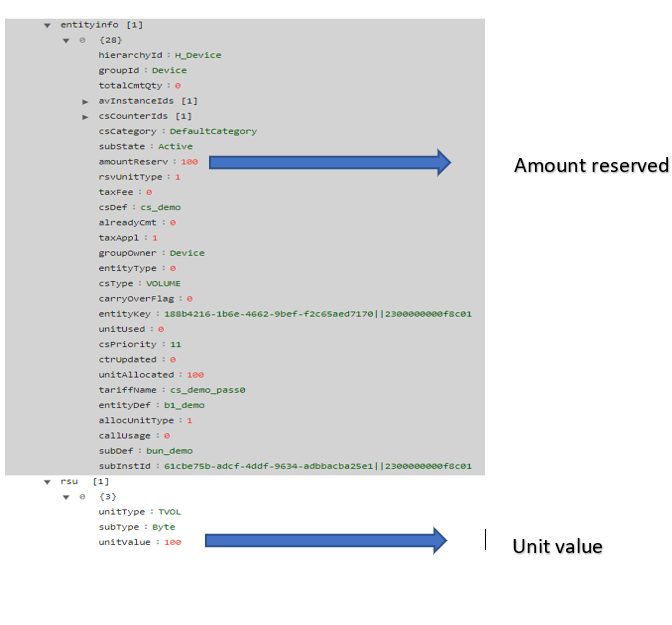 entityinfo [1]
0 {28}
hierarchyId : H_Device
groupId : Device
totalCmtQty : 0
avInstanceIds [1]
csCounterIds [1]
csCategory : DefaultCategory
subState : Active
amountReserv : 100
Amount reserved
rsvUnitType : 1
taxFee : 0
csDef : cs_demo
alreadyCmt : 0
taxAppl : 1
groupOwner : Device
entityType : 0
csType : VOLUME
carryOverFlag : 0
entityKey : 188b4216-1b6e-4662-9bef-f2c65aed7170||2300000000f8c01
unitUsed : 0
csPriority : 11
ctrUpdated : 0
unitAllocated : 100
tariffName : cs_demo_pass0
entityDef : b1_demo
allocUnitType : 1
callUsage : 0
subDef : bun_demo
subInstId : 61cbe75b-adcf-4ddf-9634-adbbacba25e1||2300000000f8c01
rsu [1]
0 {3}
unitType : TVOL
subType : Byte
unitValue : 100
Unit value